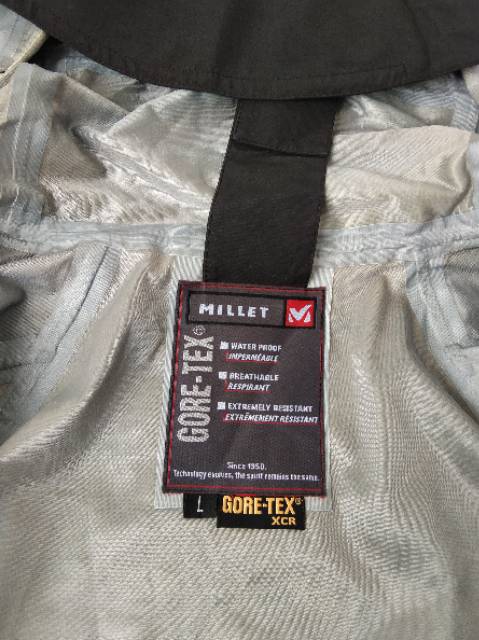 MILLET
GORE-TEX®
WATER PROOF
IMPERMÉABLE
BREATHABLE
RESPIRANT
EXTREMELY RESISTANT
EXTRÊMEMENT RÉSISTANT
Since 1950.
Technology evolves, the spirit remains the same.
L
GORE-TEX®
XCR